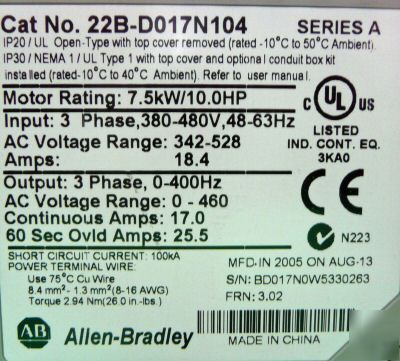 Cat No. 22B-D017N104 SERIES A
IP20 / UL Open-Type with top cover removed (rated -10°C to 50°C Ambient).
IP30 / NEMA 1 / UL Type 1 with top cover and optional conduit box kit
installed (rated-10°C to 40°C Ambient). Reference user manual.
Motor Rating: 7.5kW/10.0HP
Input: 3 Phase,380-480V,48-63Hz
AC Voltage Range: 342-528
Amps: 18.4
Output: 3 Phase, 0-400Hz
AC Voltage Range: 0 - 460
Continuous Amps: 17.0
60 Sec Ovld Amps: 25.5
C UL US
LISTED
IND. CONT. EQ.
3KA0
CE
N223
SHORT CIRCUIT CURRENT: 100kA
POWER TERMINAL WIRE:
Use 75°C Cu Wire
8.4 mm²- 1.3 mm²(8-16 AWG)
Torque 2.94 Nm(26.0 in.-lbs.)
MFD-IN 2005 ON AUG-13
S/N: BD017N0W5330263
FRN: 3.02
AB Allen-Bradley
MADE IN CHINA